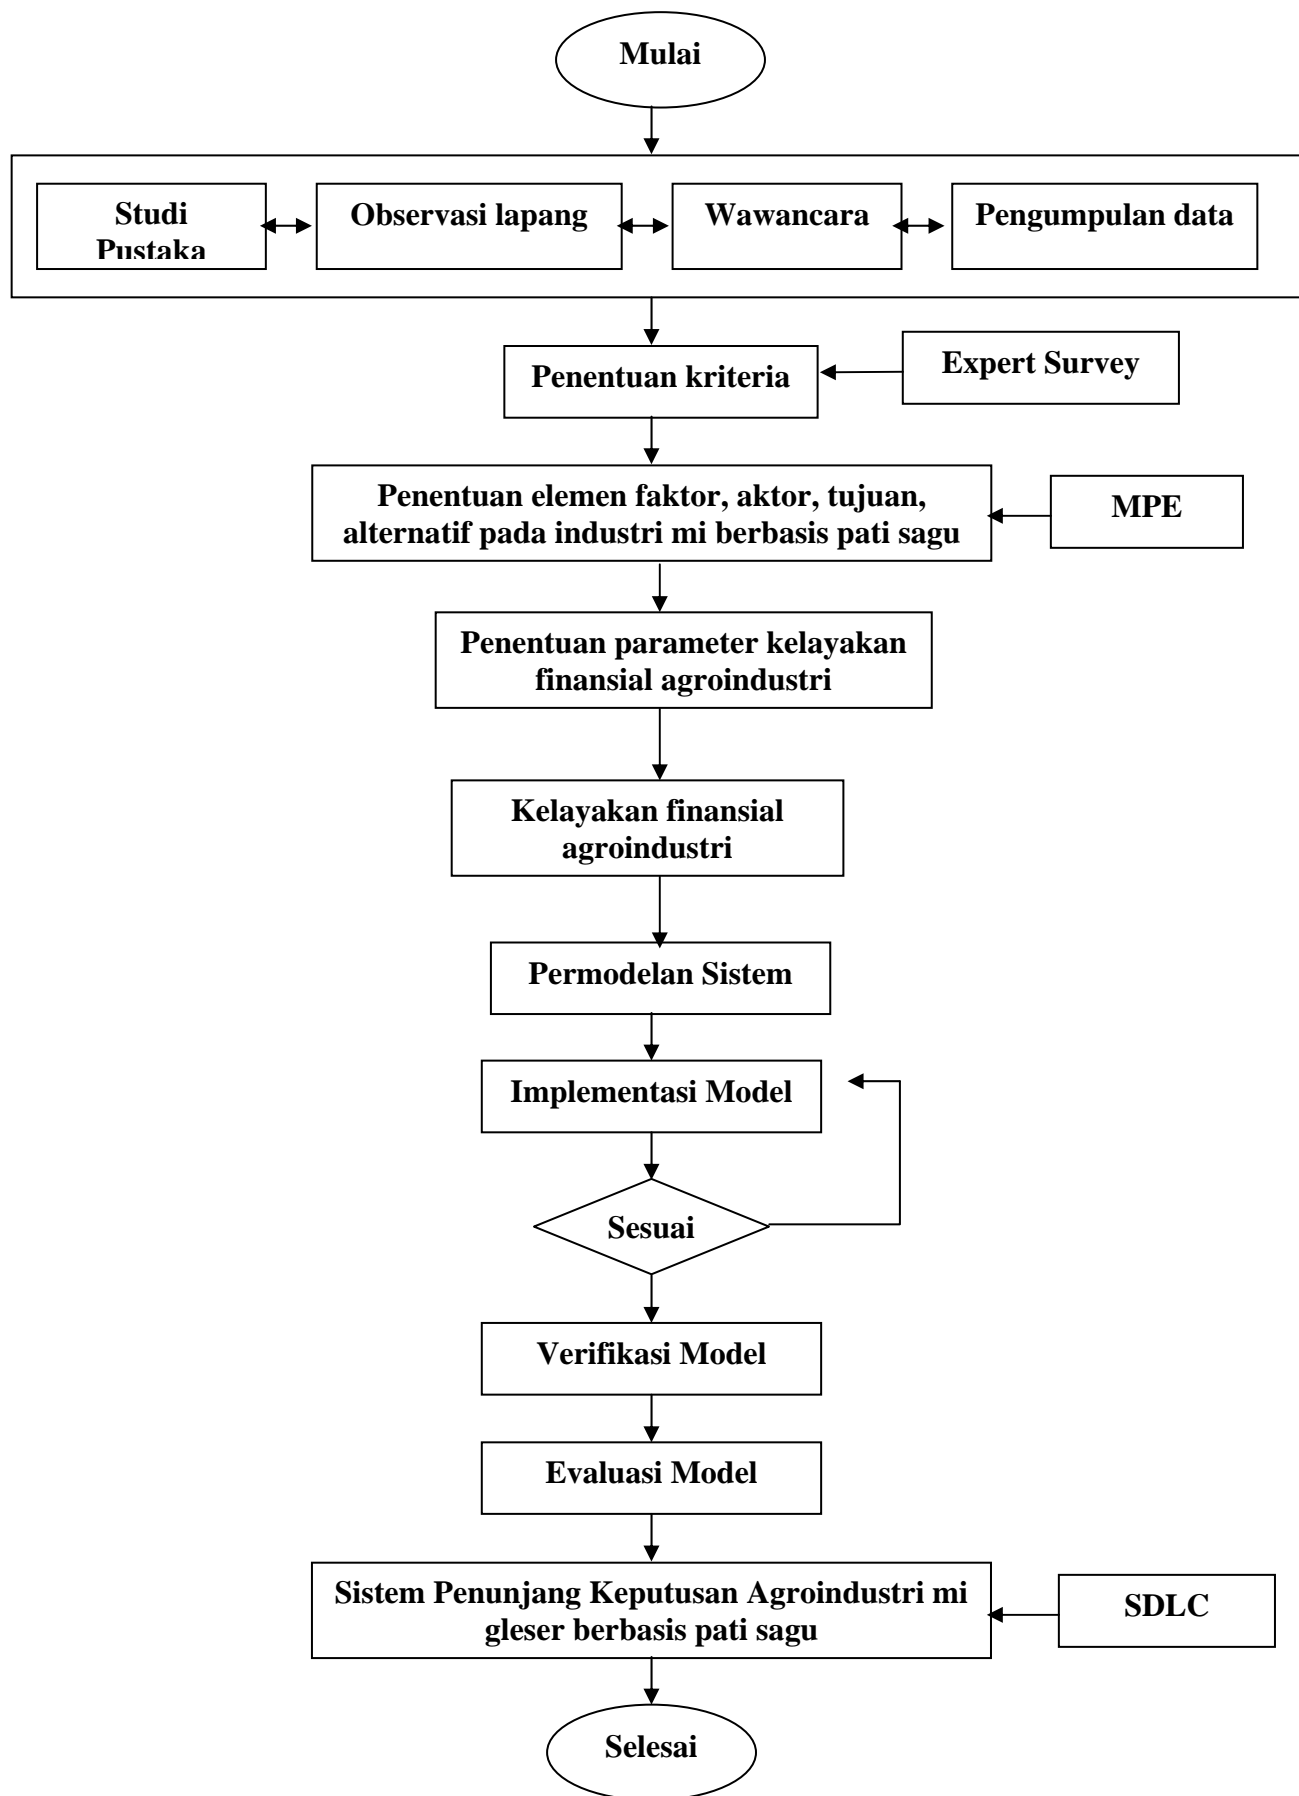 Mulai
Studi
Pustaka
Observasi lapang
Wawancara
Pengumpulan data
Penentuan kriteria
Expert Survey
Penentuan elemen faktor, aktor, tujuan,
alternatif pada industri mi berbasis pati sagu
MPE
Penentuan parameter kelayakan
finansial agroindustri
Kelayakan finansial
agroindustri
Permodelan Sistem
Implementasi Model
Sesuai
Verifikasi Model
Evaluasi Model
Sistem Penunjang Keputusan Agroindustri mi
gleser berbasis pati sagu
SDLC
Selesai